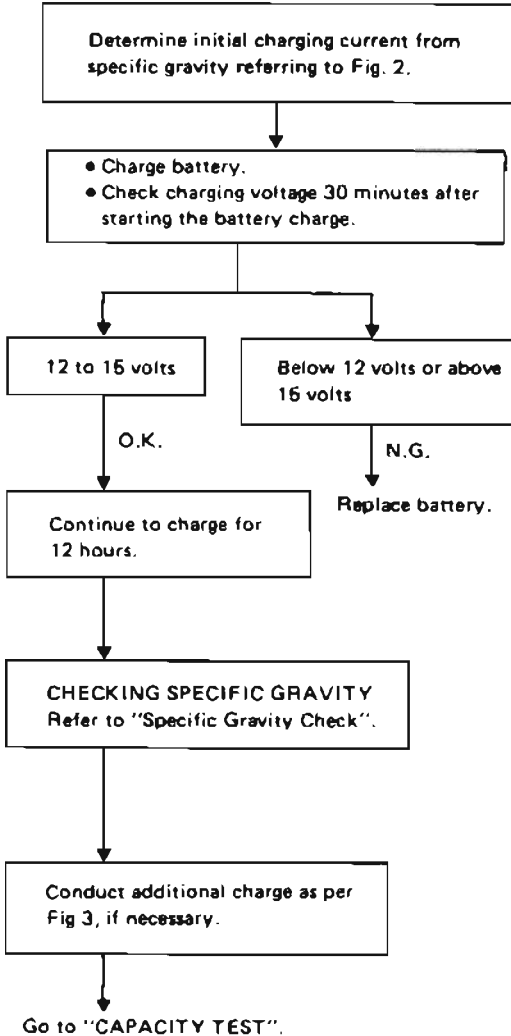 Determine initial charging current from
specific gravity referring to Fig. 2.
• Charge battery.
• Check charging voltage 30 minutes after
starting the battery charge.
12 to 15 volts
Below 12 volts or above
15 volts
O.K.
N.G.
Replace battery.
Continue to charge for
12 hours.
CHECKING SPECIFIC GRAVITY
Refer to "Specific Gravity Check".
Conduct additional charge as per
Fig 3, if necessary.
Go to "CAPACITY TEST".